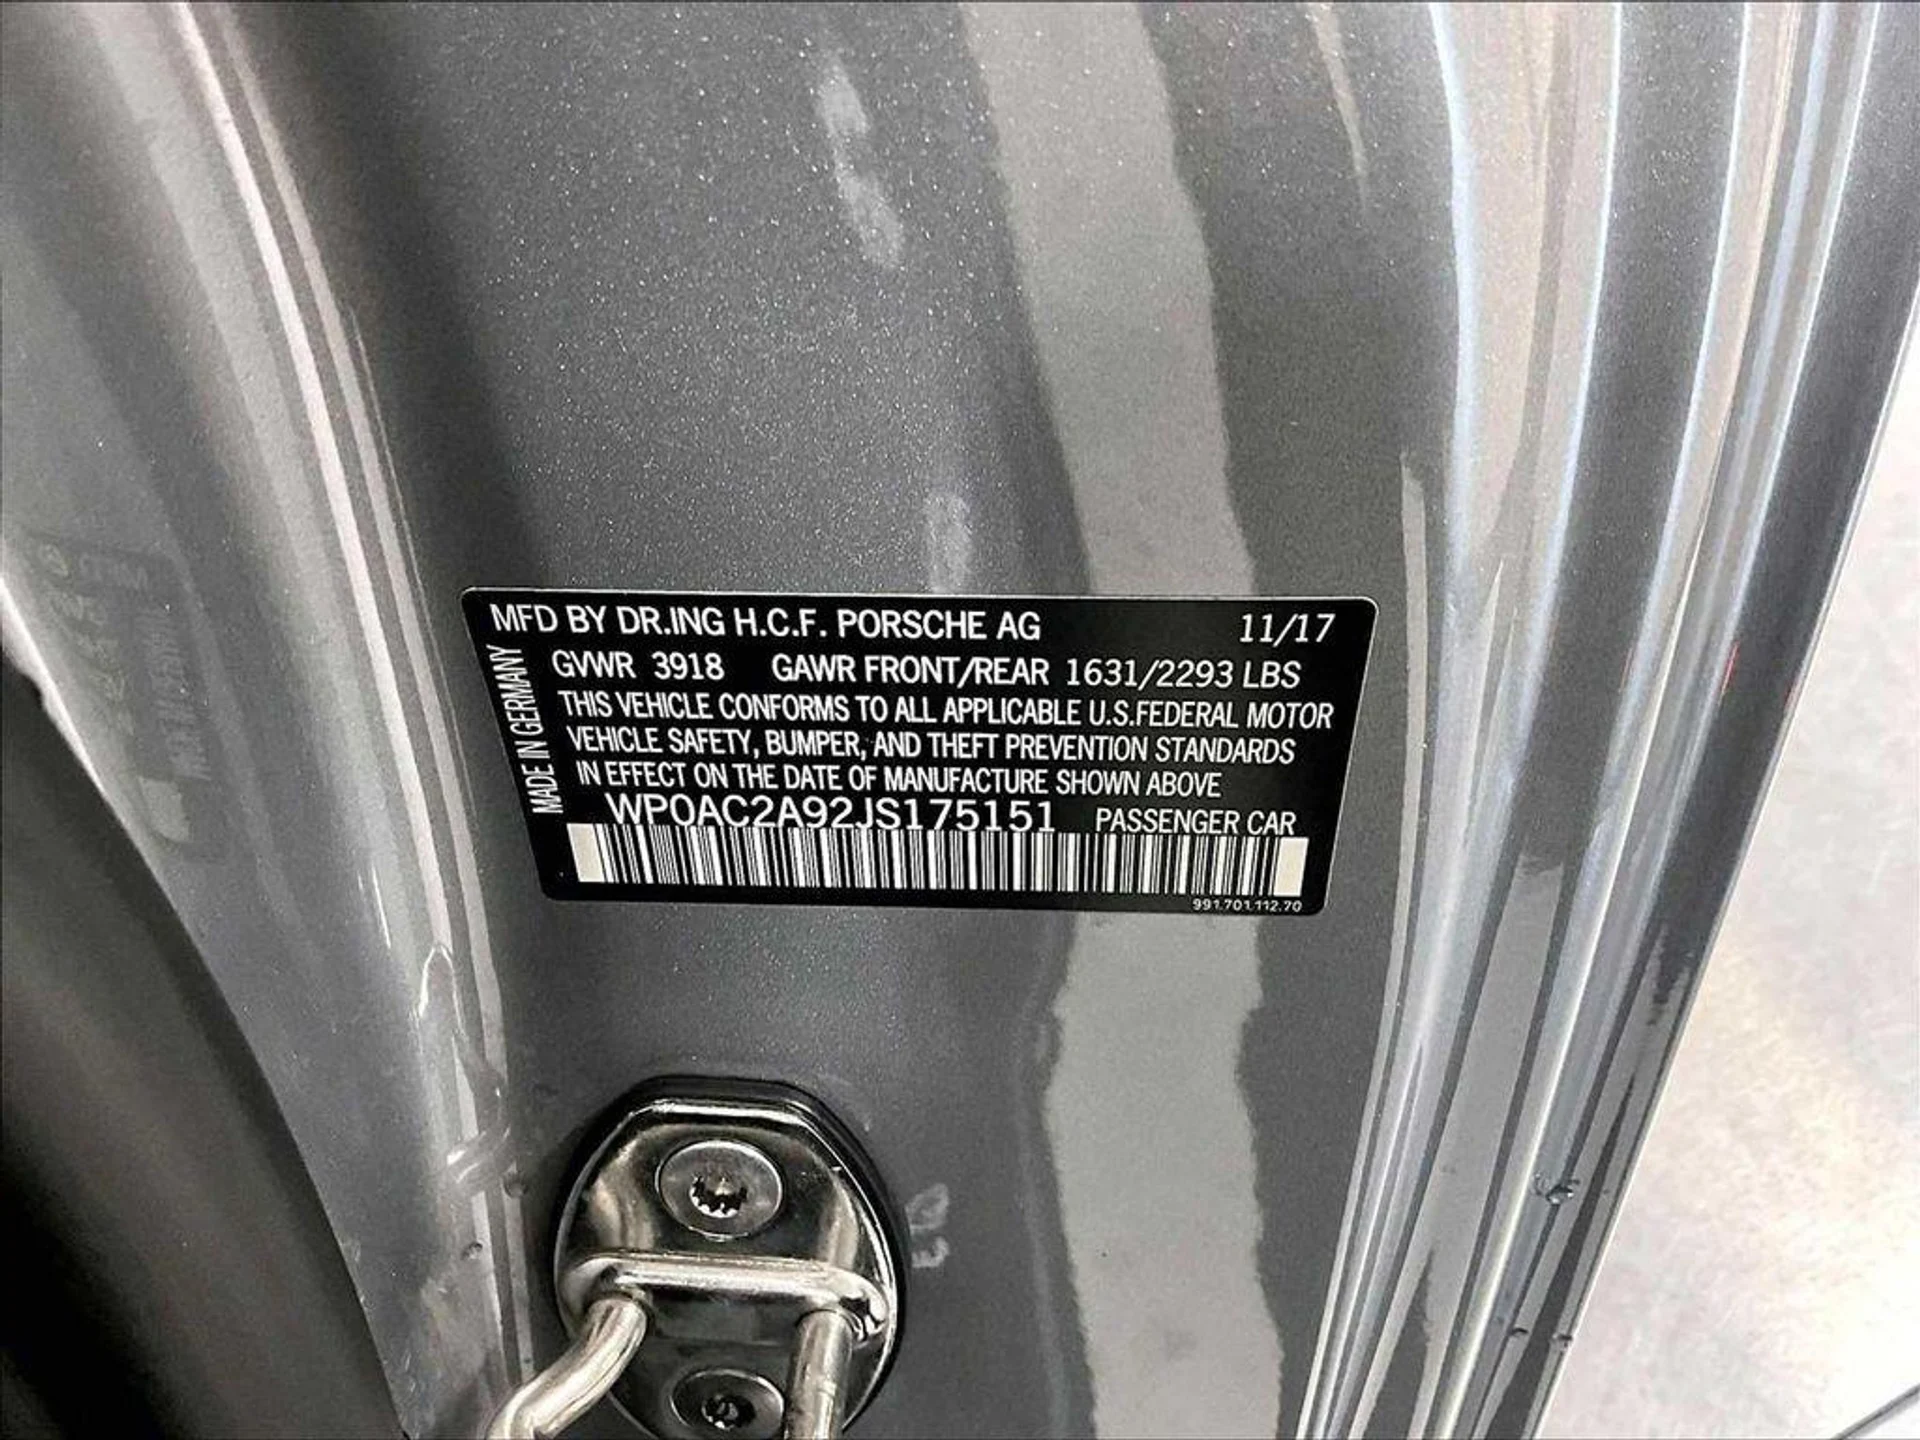 MFD BY DR.ING H.C.F. PORSCHE AG 11/17
GVWR 3918 GAWR FRONT/REAR 1631/2293 LBS
THIS VEHICLE CONFORMS TO ALL APPLICABLE U.S.FEDERAL MOTOR
VEHICLE SAFETY, BUMPER, AND THEFT PREVENTION STANDARDS
IN EFFECT ON THE DATE OF MANUFACTURE SHOWN ABOVE
WP0AC2A92JS175151 PASSENGER CAR
991.701.112.70
MADE IN GERMANY